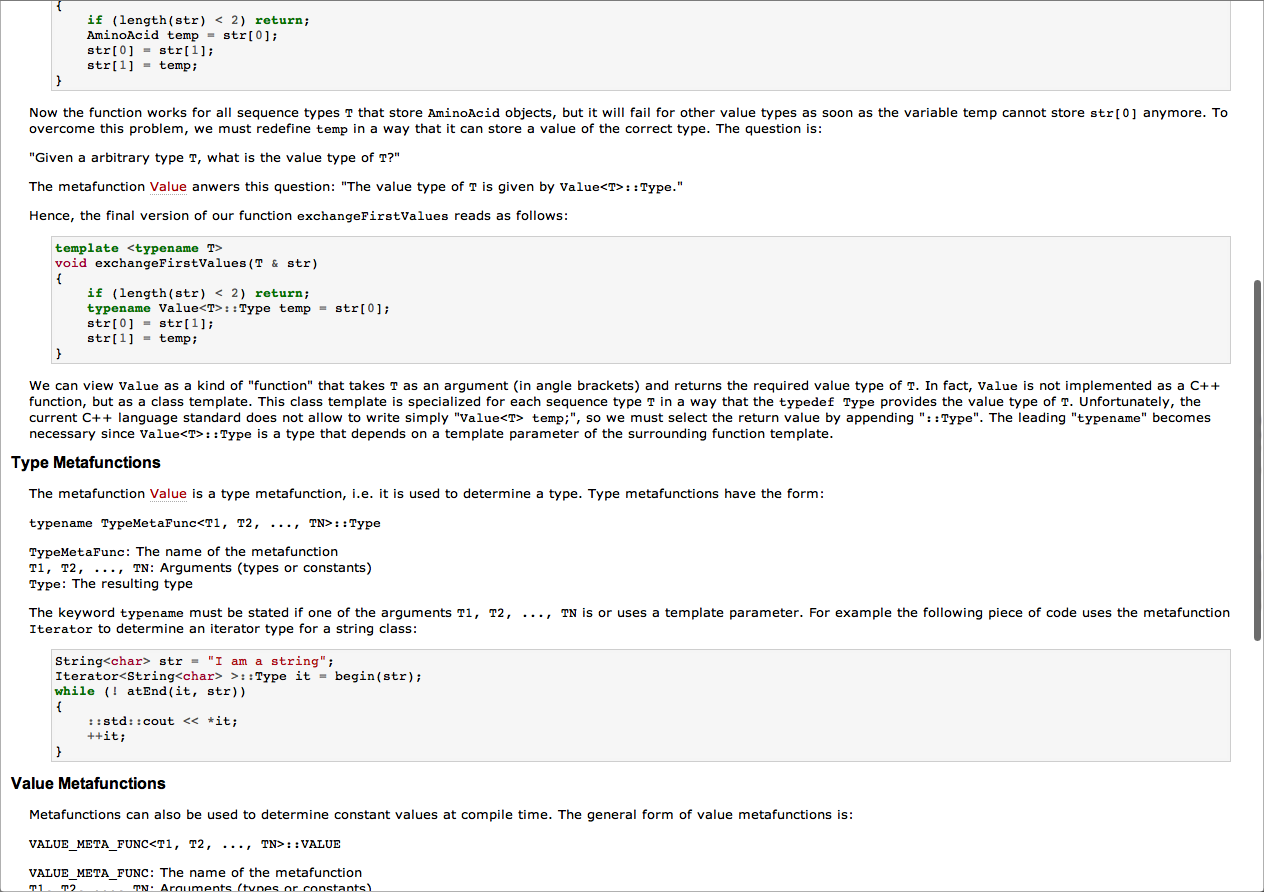 {
    if (length(str) < 2) return;
    AminoAcid temp = str[0];
    str[0] = str[1];
    str[1] = temp;
}
Now the function works for all sequence types T that store AminoAcid objects, but it will fail for other value types as soon as the variable temp cannot store str[0] anymore. To
overcome this problem, we must redefine temp in a way that it can store a value of the correct type. The question is:
"Given a arbitrary type T, what is the value type of T?"
The metafunction Value anwers this question: "The value type of T is given by Value<T>::Type."
Hence, the final version of our function exchangeFirstValues reads as follows:
template <typename T>
void exchangeFirstValues(T & str)
{
    if (length(str) < 2) return;
    typename Value<T>::Type temp = str[0];
    str[0] = str[1];
    str[1] = temp;
}
We can view Value as a kind of "function" that takes T as an argument (in angle brackets) and returns the required value type of T. In fact, Value is not implemented as a C++
function, but as a class template. This class template is specialized for each sequence type T in a way that the typedef Type provides the value type of T. Unfortunately, the
current C++ language standard does not allow to write simply "Value<T> temp;", so we must select the return value by appending "::Type". The leading "typename" becomes
necessary since Value<T>::Type is a type that depends on a template parameter of the surrounding function template.
Type Metafunctions
The metafunction Value is a type metafunction, i.e. it is used to determine a type. Type metafunctions have the form:
typename TypeMetaFunc<T1, T2, ..., TN>::Type
TypeMetaFunc: The name of the metafunction
T1, T2, ..., TN: Arguments (types or constants)
Type: The resulting type
The keyword typename must be stated if one of the arguments T1, T2, ..., TN is or uses a template parameter. For example the following piece of code uses the metafunction
Iterator to determine an iterator type for a string class:
String<char> str = "I am a string";
Iterator<String<char> >::Type it = begin(str);
while (! atEnd(it, str))
{
    ::std::cout << *it;
    ++it;
}
Value Metafunctions
Metafunctions can also be used to determine constant values at compile time. The general form of value metafunctions is:
VALUE_META_FUNC<T1, T2, ..., TN>::VALUE
VALUE_META_FUNC: The name of the metafunction
T1, T2, ..., TN: Arguments (types or constants)